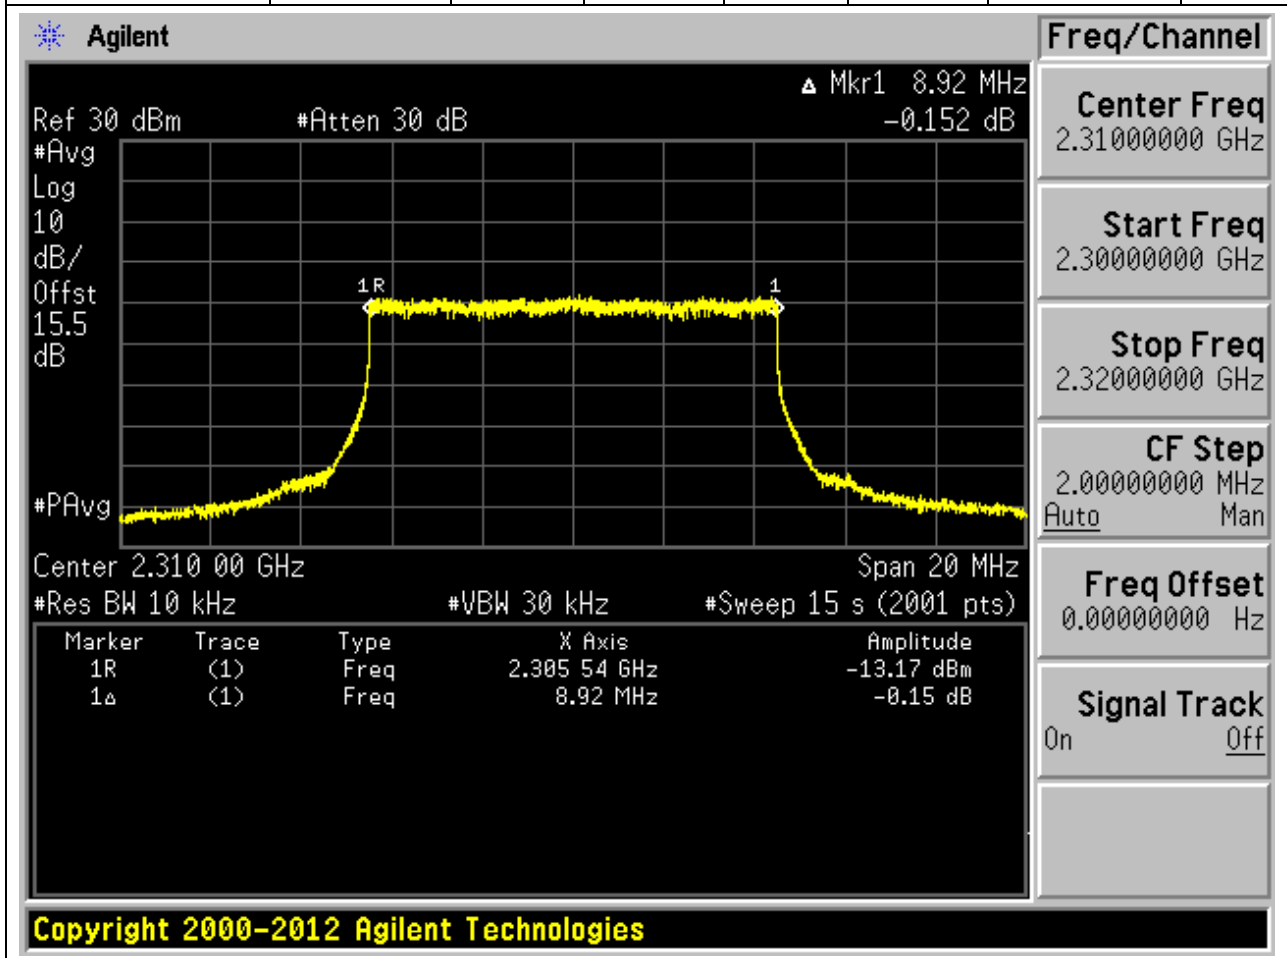 Agilent
Freq/Channel
Δ Mkr1 8.92 MHz
Ref 30 dBm #Atten 30 dB −0.152 dB
#Avg
Log
10
dB/
Offst
15.5
dB
1R 1
#PAvg
Center 2.310 00 GHz Span 20 MHz
#Res BW 10 kHz #VBW 30 kHz #Sweep 15 s (2001 pts)
Marker Trace Type X Axis Amplitude
1R (1) Freq 2.305 54 GHz −13.17 dBm
1Δ (1) Freq 8.92 MHz −0.15 dB
Center Freq
2.31000000 GHz
Start Freq
2.30000000 GHz
Stop Freq
2.32000000 GHz
CF Step
2.00000000 MHz
Auto Man
Freq Offset
0.00000000 Hz
Signal Track
On Off
Copyright 2000–2012 Agilent Technologies